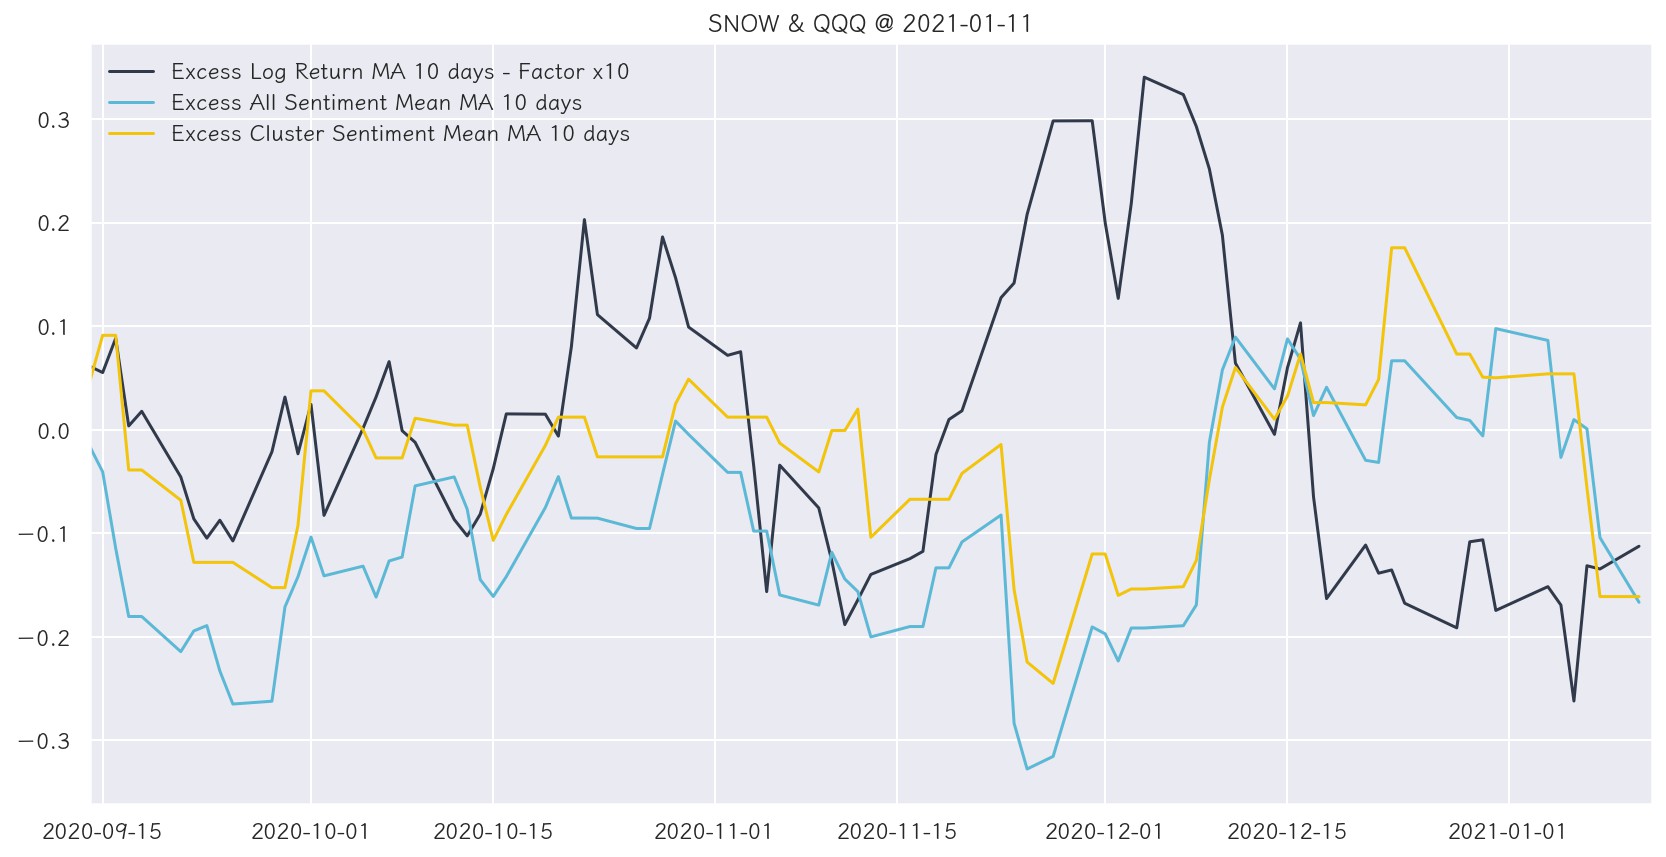 SNOW & QQQ @ 2021-01-11
Excess Log Return MA 10 days - Factor x10
Excess All Sentiment Mean MA 10 days
Excess Cluster Sentiment Mean MA 10 days
0.3
0.2
0.1
0.0
−0.1
−0.2
−0.3
2020-09-15 2020-10-01 2020-10-15 2020-11-01 2020-11-15 2020-12-01 2020-12-15 2021-01-01